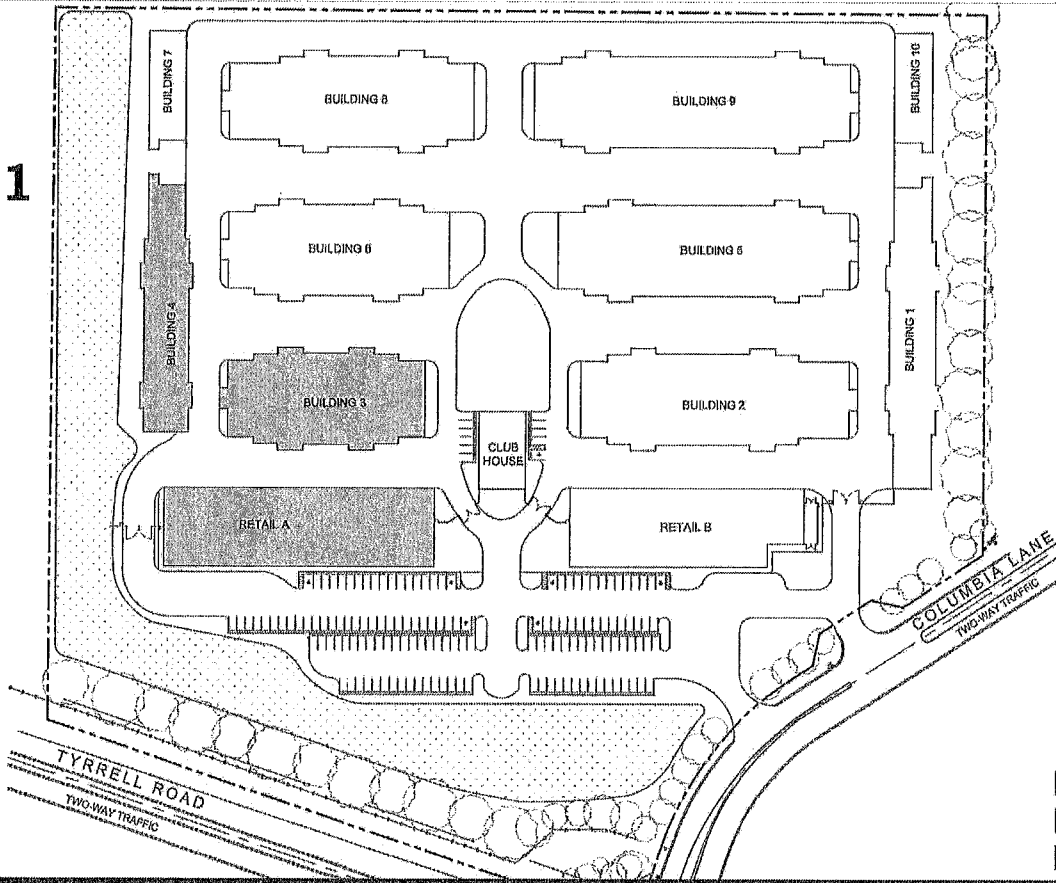 BUILDING 7
BUILDING 8
BUILDING 9
BUILDING 10
1
BUILDING 6
BUILDING 5
BUILDING 4
BUILDING 1
BUILDING 3
BUILDING 2
CLUB
HOUSE
RETAIL A
RETAIL B
COLUMBIA LANE
TWO-WAY TRAFFIC
TYRRELL ROAD
TWO-WAY TRAFFIC